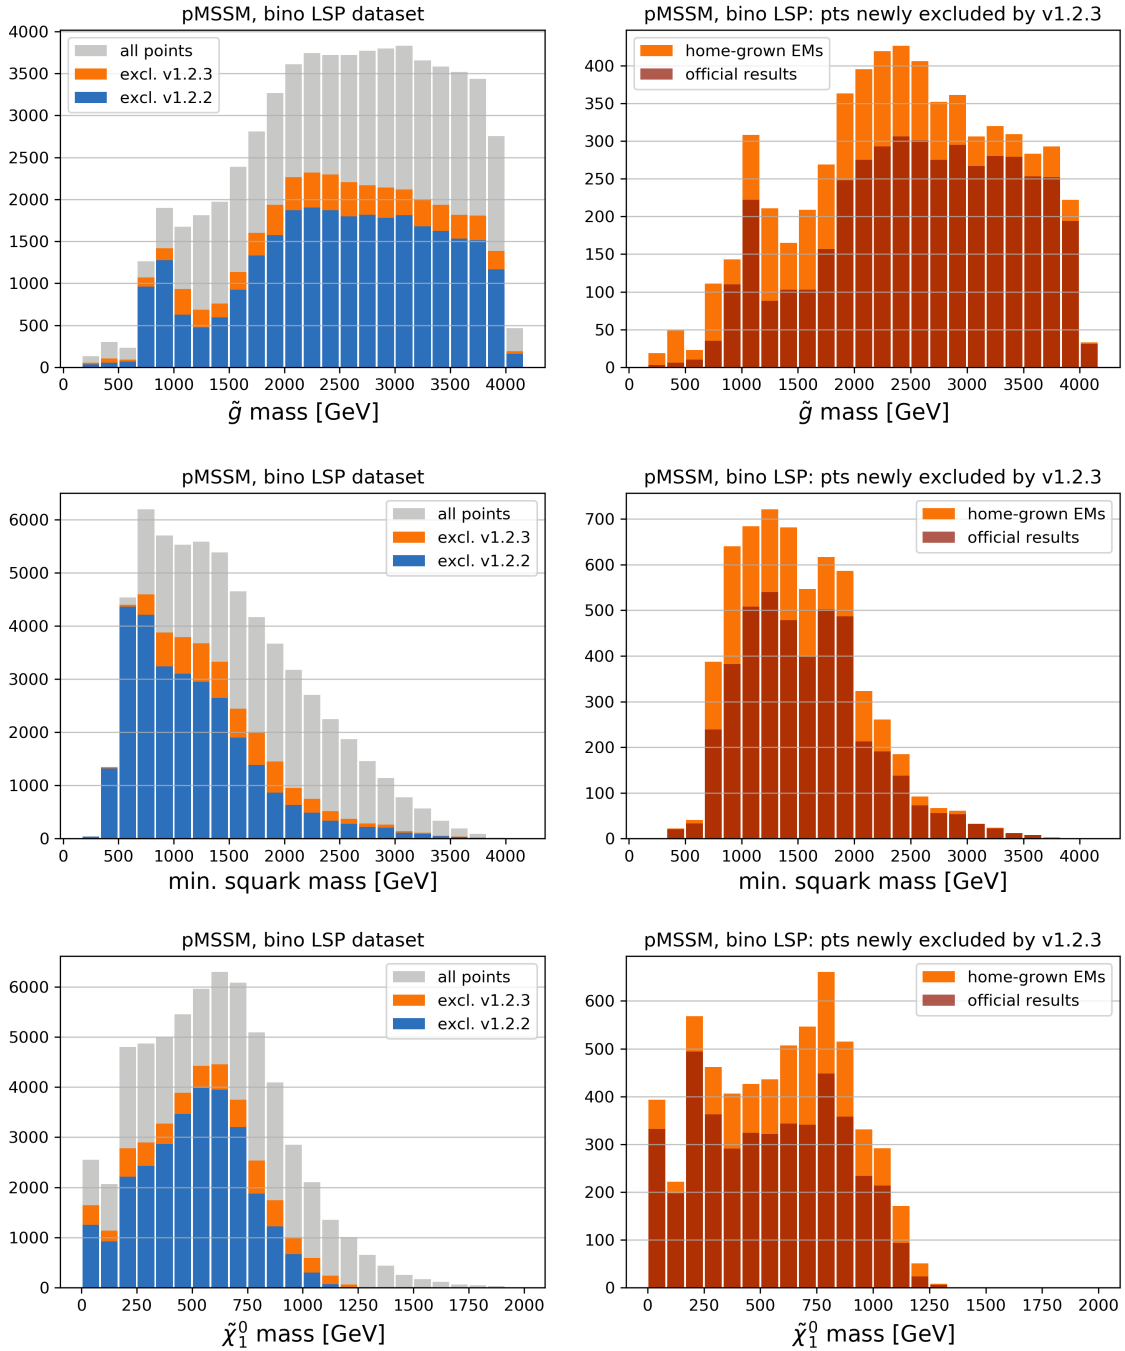 pMSSM, bino LSP dataset
all points
excl. v1.2.3
excl. v1.2.2
4000
3500
3000
2500
2000
1500
1000
500
0
0 500 1000 1500 2000 2500 3000 3500 4000
g̃ mass [GeV]
pMSSM, bino LSP: pts newly excluded by v1.2.3
home-grown EMs
official results
400
350
300
250
200
150
100
50
0
0 500 1000 1500 2000 2500 3000 3500 4000
g̃ mass [GeV]
pMSSM, bino LSP dataset
all points
excl. v1.2.3
excl. v1.2.2
6000
5000
4000
3000
2000
1000
0
0 500 1000 1500 2000 2500 3000 3500 4000
min. squark mass [GeV]
pMSSM, bino LSP: pts newly excluded by v1.2.3
home-grown EMs
official results
700
600
500
400
300
200
100
0
0 500 1000 1500 2000 2500 3000 3500 4000
min. squark mass [GeV]
pMSSM, bino LSP dataset
all points
excl. v1.2.3
excl. v1.2.2
6000
5000
4000
3000
2000
1000
0
0 250 500 750 1000 1250 1500 1750 2000
χ̃⁰₁ mass [GeV]
pMSSM, bino LSP: pts newly excluded by v1.2.3
home-grown EMs
official results
600
500
400
300
200
100
0
0 250 500 750 1000 1250 1500 1750 2000
χ̃⁰₁ mass [GeV]